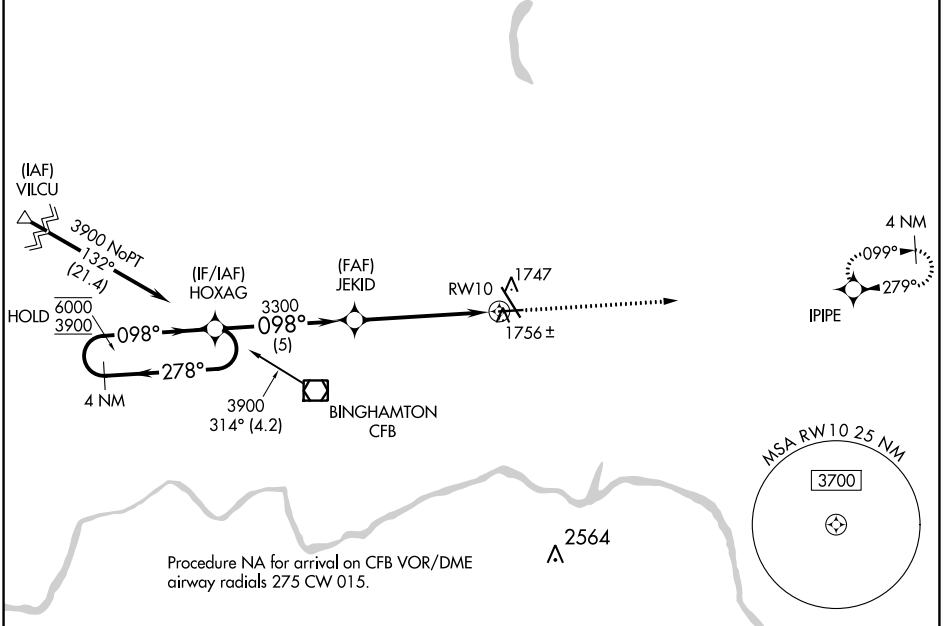 (IAF)
VILCU
3900 NoPT
132°
(21.4)
(IF/IAF)
HOXAG
(FAF)
JEKID
3300
098°
(5)
HOLD
6000
3900
098°
278°
4 NM
3900
314° (4.2)
BINGHAMTON
CFB
RW10
1747
1756 ±
4 NM
099°
279°
IPIPE
MSA RW10 25 NM
3700
2564
Procedure NA for arrival on CFB VOR/DME
airway radials 275 CW 015.